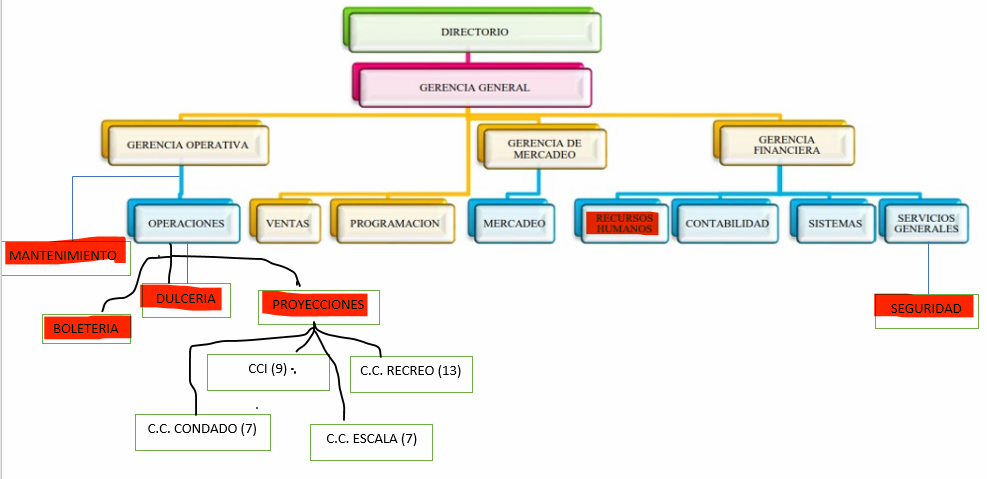 DIRECTORIO
GERENCIA GENERAL
GERENCIA OPERATIVA
GERENCIA DE
MERCADEO
GERENCIA
FINANCIERA
OPERACIONES
VENTAS
PROGRAMACION
MERCADEO
RECURSOS
HUMANOS
CONTABILIDAD
SISTEMAS
SERVICIOS
GENERALES
MANTENIMIENTO
DULCERIA
PROYECCIONES
SEGURIDAD
BOLETERIA
CCI (9)
C.C. RECREO (13)
C.C. CONDADO (7)
C.C. ESCALA (7)